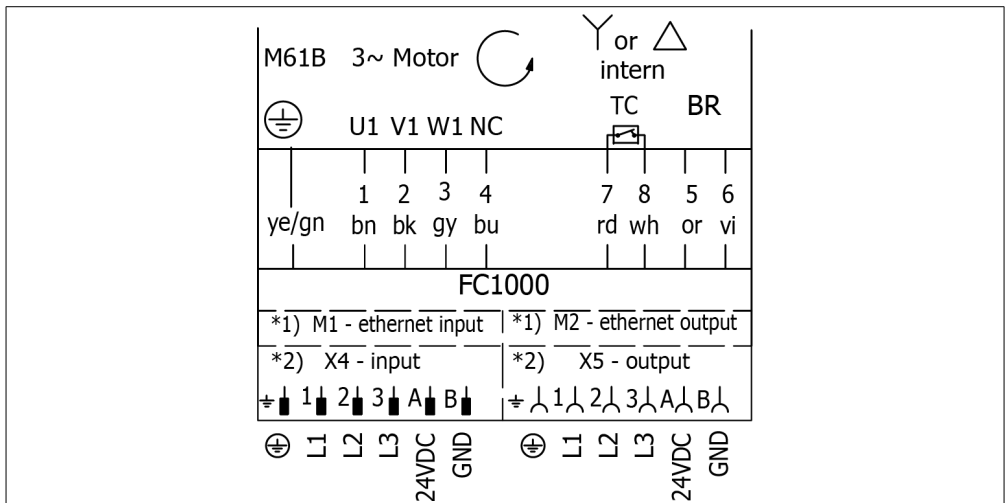 M61B 3~ Motor or
intern
TC BR
U1 V1 W1 NC
1 2 3 4 7 8 5 6
ye/gn bn bk gy bu rd wh or vi
FC1000
*1) M1 - ethernet input *1) M2 - ethernet output
*2) X4 - input *2) X5 - output
1 2 3 A B 1 2 3 A B
L1 L2 L3 24VDC GND L1 L2 L3 24VDC GND